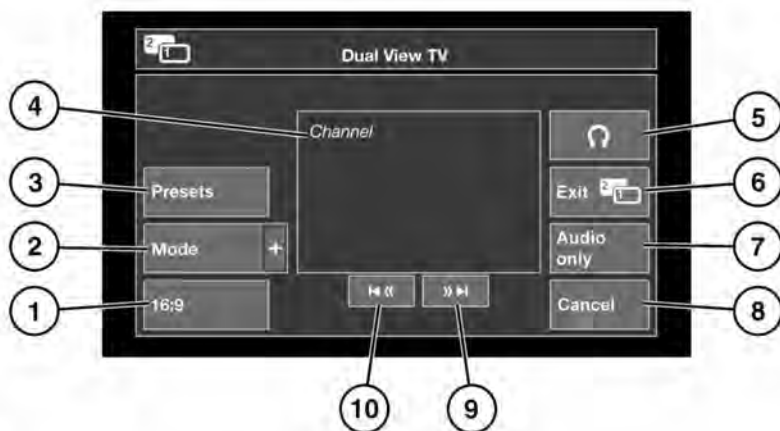 2 1 Dual View TV
4 Channel 5
3 Presets Exit 2 1 6
2 Mode + Audio only 7
1 16:9 Cancel 8
10 9